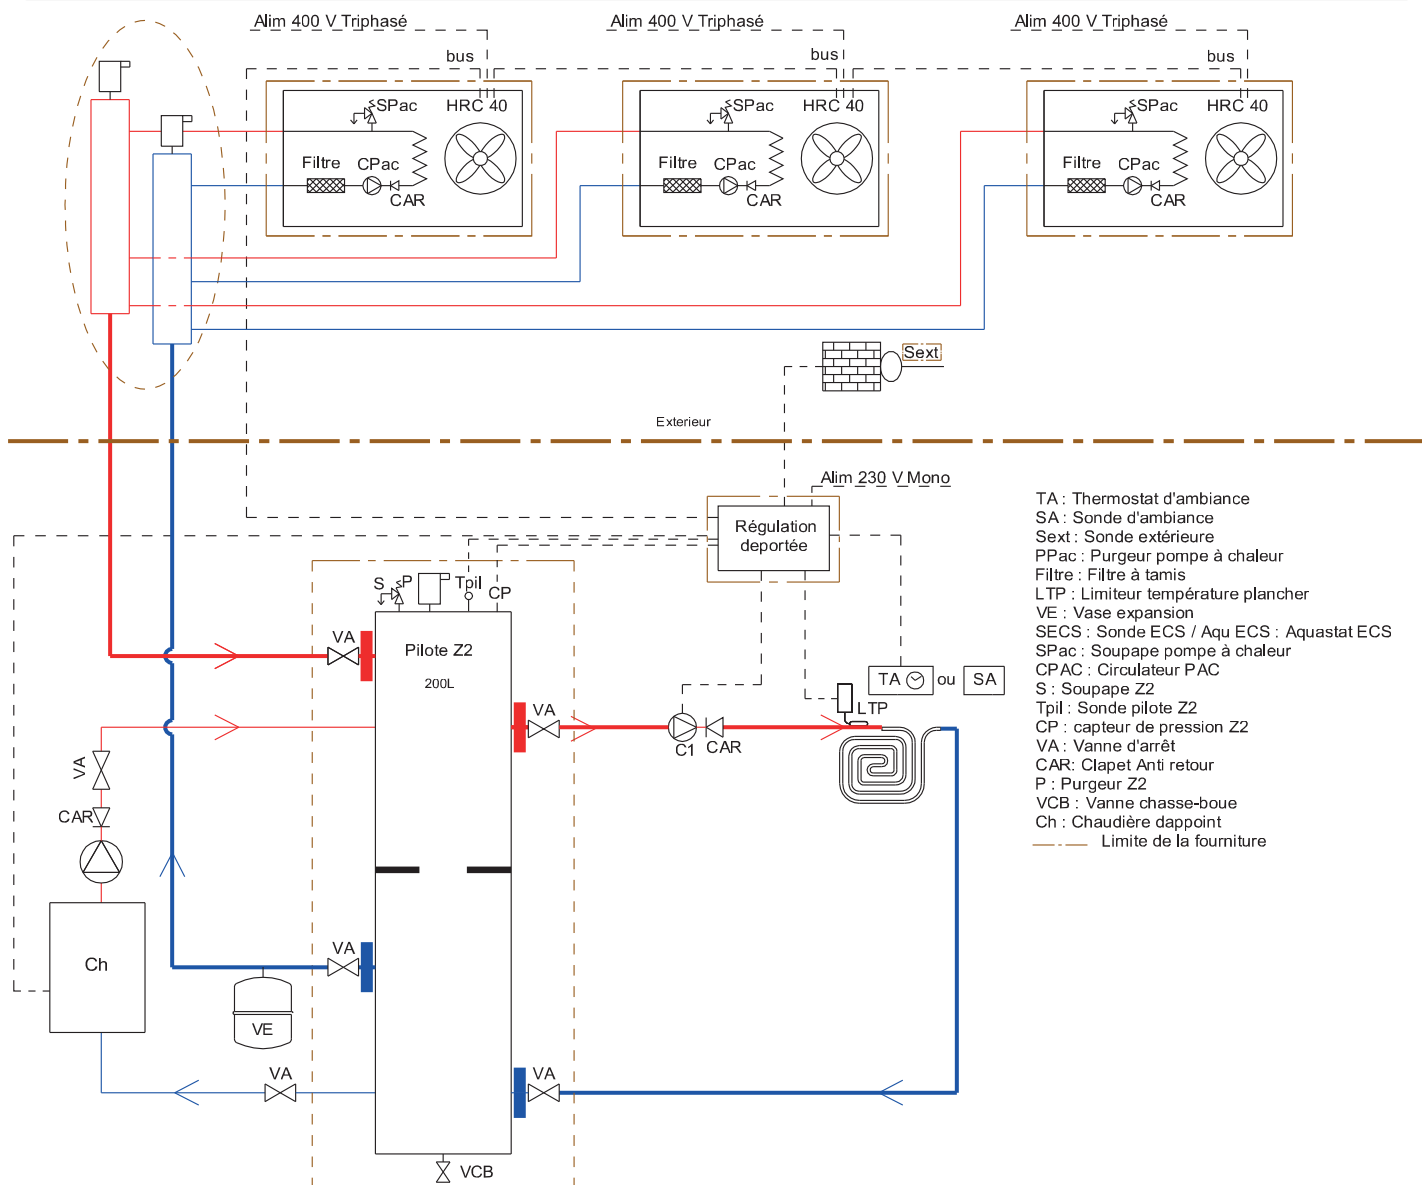 Alim 400 V Triphasé
Alim 400 V Triphasé
Alim 400 V Triphasé
bus
bus
bus
SPac
HRC 40
SPac
HRC 40
SPac
HRC 40
Filtre
CPac
CAR
Filtre
CPac
CAR
Filtre
CPac
CAR
Sext
Exterieur
Alim 230 V Mono
Régulation
deportée
TA : Thermostat d'ambiance
SA : Sonde d'ambiance
Sext : Sonde extérieure
PPac : Purgeur pompe à chaleur
Filtre : Filtre à tamis
LTP : Limiteur température plancher
VE : Vase expansion
SECS : Sonde ECS / Aqu ECS : Aquastat ECS
SPac : Soupape pompe à chaleur
CPAC : Circulateur PAC
S : Soupape Z2
Tpil : Sonde pilote Z2
CP : capteur de pression Z2
VA : Vanne d'arrêt
CAR: Clapet Anti retour
P : Purgeur Z2
VCB : Vanne chasse-boue
Ch : Chaudière dappoint
Limite de la fourniture
S
P
Tpil
CP
VA
Pilote Z2
200L
TA
ou
SA
VA
LTP
C1
CAR
VA
CAR
VA
Ch
VE
VA
VA
VCB